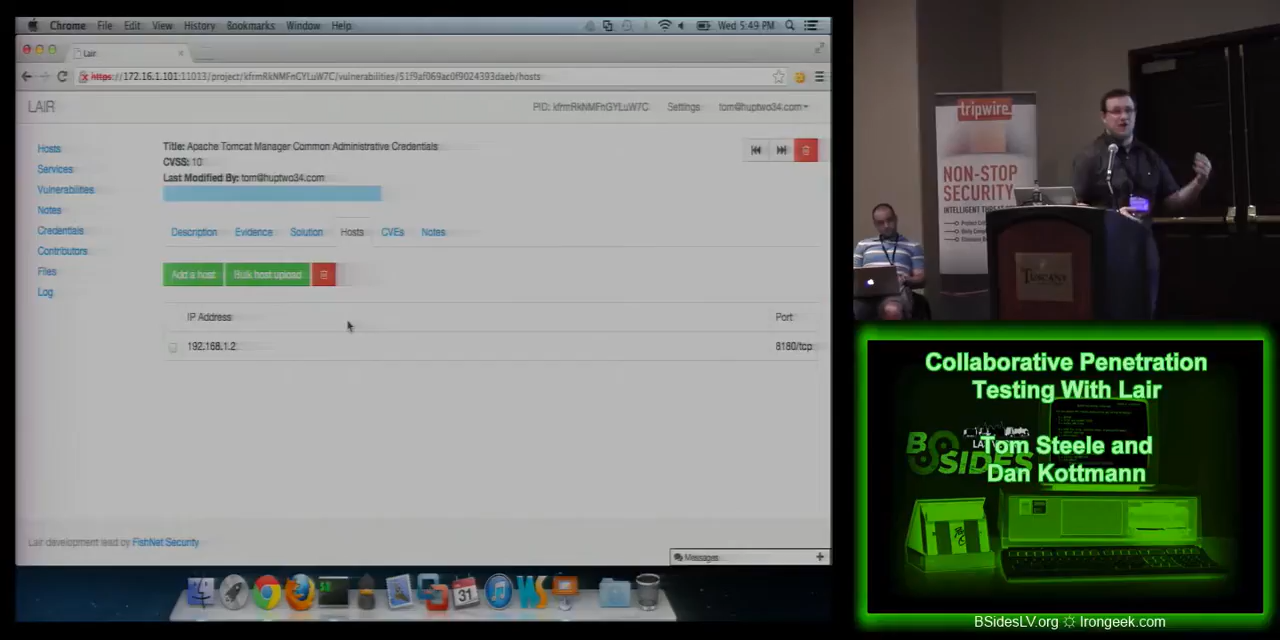 Chrome File Edit View History Bookmarks Window Help
Wed 5:49 PM
Lair
https://172.16.1.101:11013/project/kfrmRkNMFnGYLuW7C/vulnerabilities/51f9af069ac0f9024393daeb/hosts
LAIR
PID: kfrmRkNMFnGYLuW7C Settings tom@huptwo34.com
Hosts
Services
Vulnerabilities
Notes
Credentials
Contributors
Files
Log
Title: Apache Tomcat Manager Common Administrative Credentials
CVSS: 10
Last Modified By: tom@huptwo34.com
Description Evidence Solution Hosts CVEs Notes
Add a host Bulk host upload
IP Address Port
192.168.1.2 8180/tcp
Lair development lead by FishNet Security
Messages +
31
tripwire
NON-STOP
SECURITY
Tuscany
Collaborative Penetration
Testing With Lair
BSIDES
Tom Steele and
Dan Kottmann
BSidesLV.org ☼ Irongeek.com